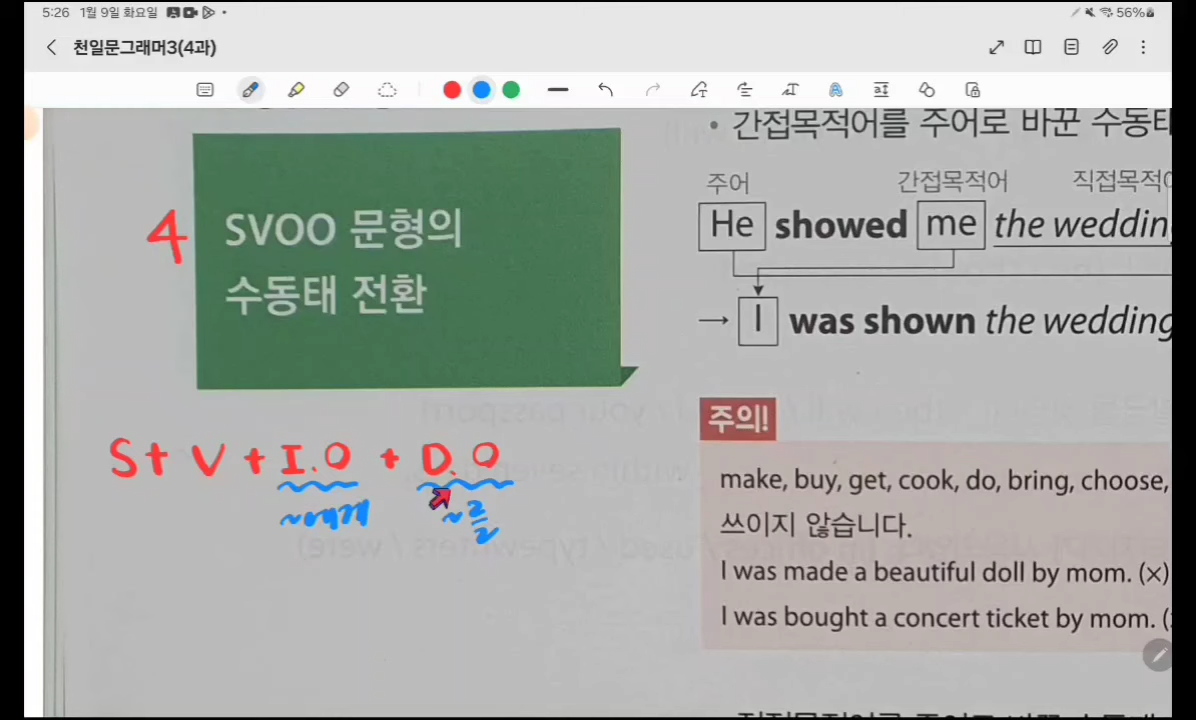 5:26 1월 9일 화요일
56%
천일문그래머3(4과)
간접목적어를 주어로 바꾼 수동태
주어 간접목적어 직접목적어
4 SVOO 문형의
He showed me the wedding
수동태 전환
→ I was shown the wedding
주의!
S + V + I.O + D.O
make, buy, get, cook, do, bring, choose,
~에게 ~를
쓰이지 않습니다.
I was made a beautiful doll by mom. (×)
I was bought a concert ticket by mom. (